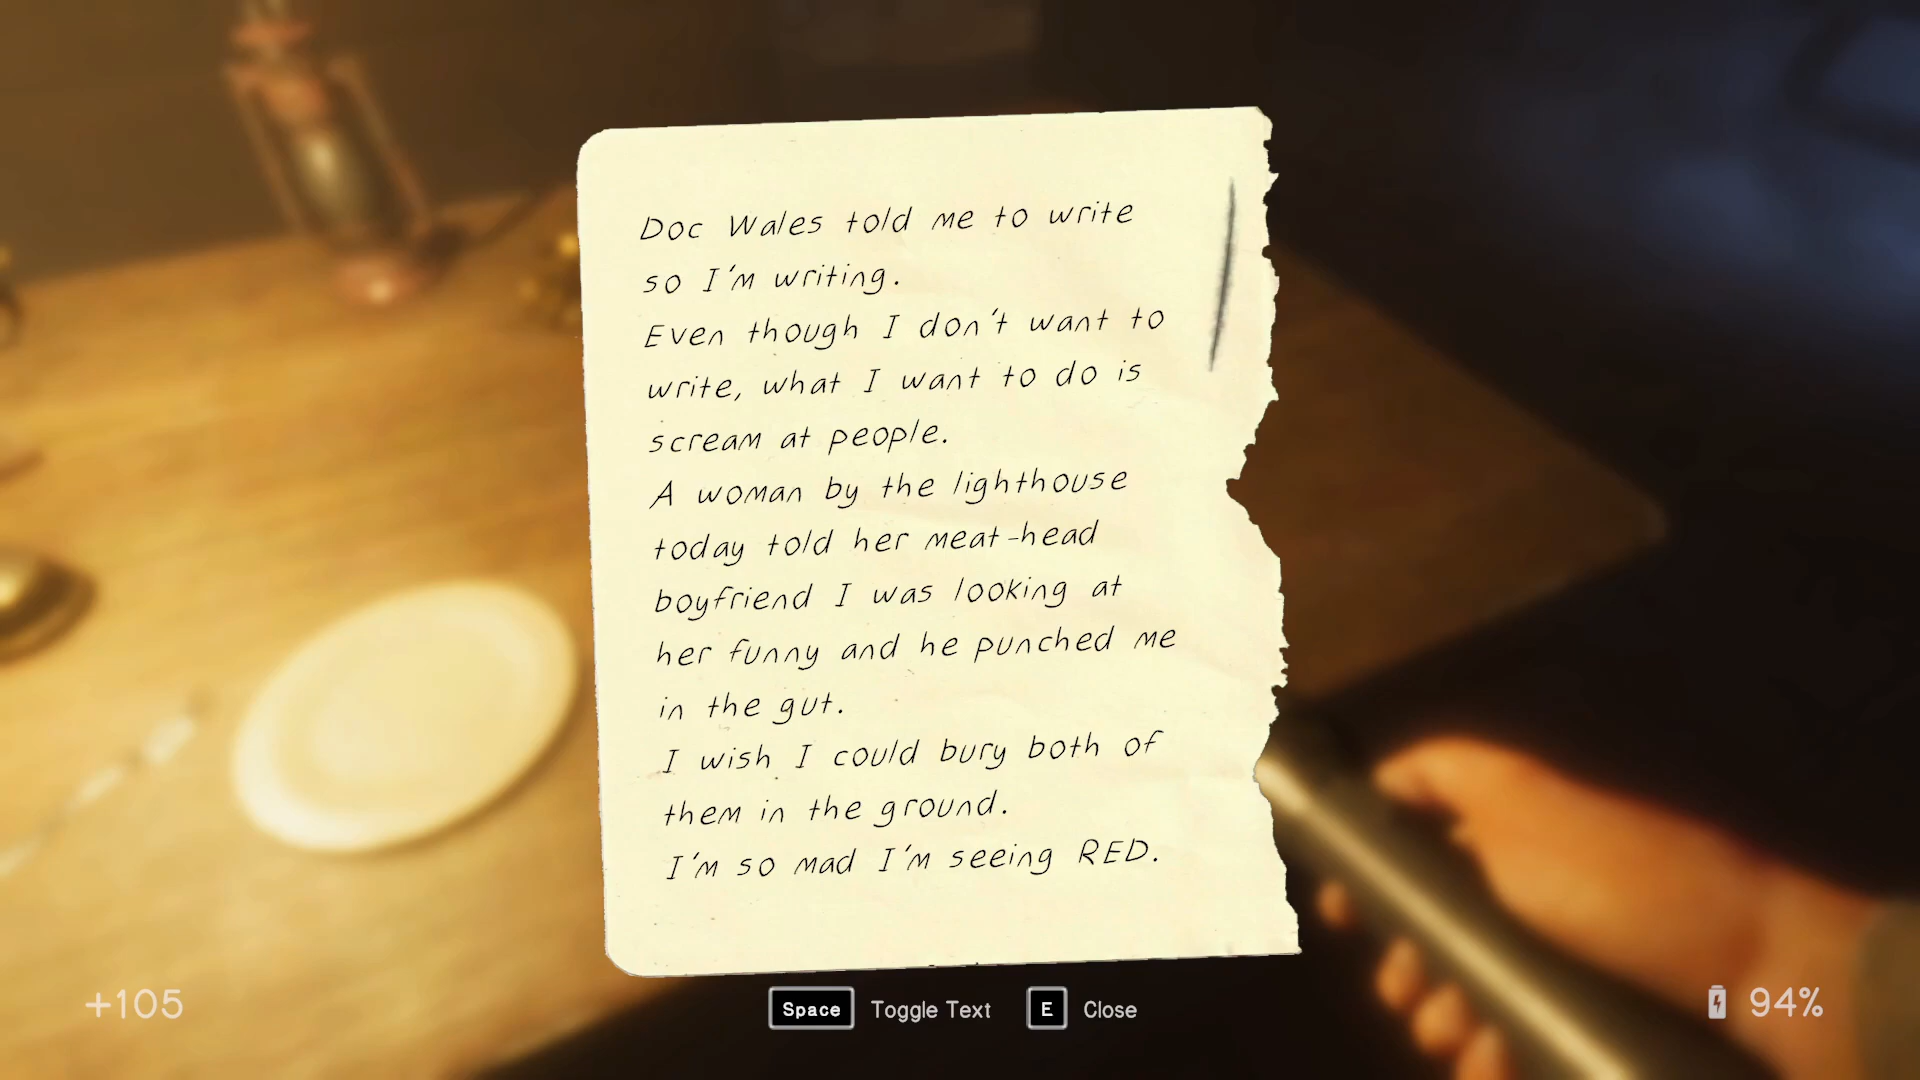 Doc Wales told me to write
so I'm writing.
Even though I don't want to
write, what I want to do is
scream at people.
A woman by the lighthouse
today told her meat-head
boyfriend I was looking at
her funny and he punched me
in the gut.
I wish I could bury both of
them in the ground.
I'm so mad I'm seeing RED.
+105
Space Toggle Text E Close
94%